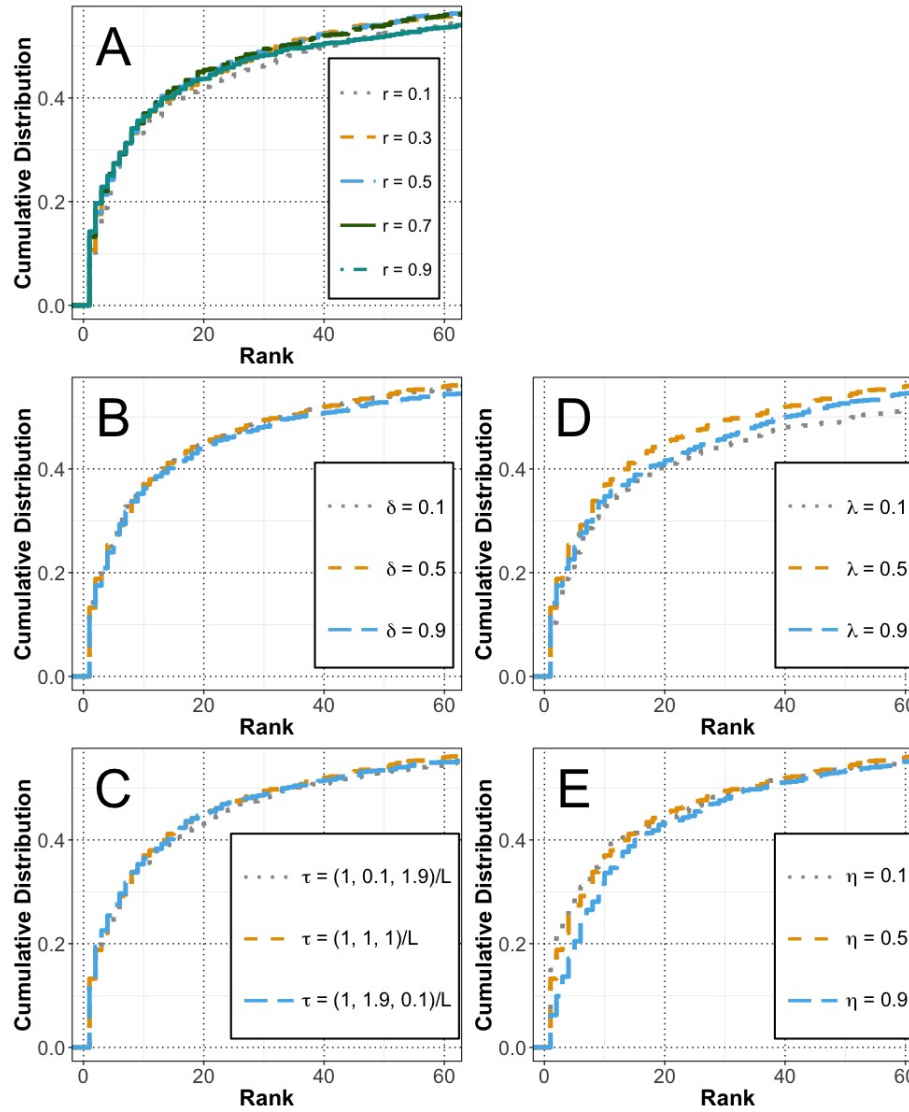 A
Cumulative Distribution
0.4
0.2
0.0
r = 0.1
r = 0.3
r = 0.5
r = 0.7
r = 0.9
0 20 40 60
Rank
B
Cumulative Distribution
0.4
0.2
0.0
δ = 0.1
δ = 0.5
δ = 0.9
0 20 40 60
Rank
D
Cumulative Distribution
0.4
0.2
0.0
λ = 0.1
λ = 0.5
λ = 0.9
0 20 40 60
Rank
C
Cumulative Distribution
0.4
0.2
0.0
τ = (1, 0.1, 1.9)/L
τ = (1, 1, 1)/L
τ = (1, 1.9, 0.1)/L
0 20 40 60
Rank
E
Cumulative Distribution
0.4
0.2
0.0
η = 0.1
η = 0.5
η = 0.9
0 20 40 60
Rank